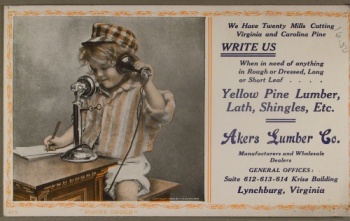 We Have Twenty Mills Cutting
Virginia and Carolina Pine
WRITE US
When in need of anything
in Rough or Dressed, Long
or Short Leaf . . . .
Yellow Pine Lumber,
Lath, Shingles, Etc.
Akers Lumber Co.
Manufacturers and Wholesale
Dealers
GENERAL OFFICES:
Suite 612-613-614 Krise Building
Lynchburg, Virginia